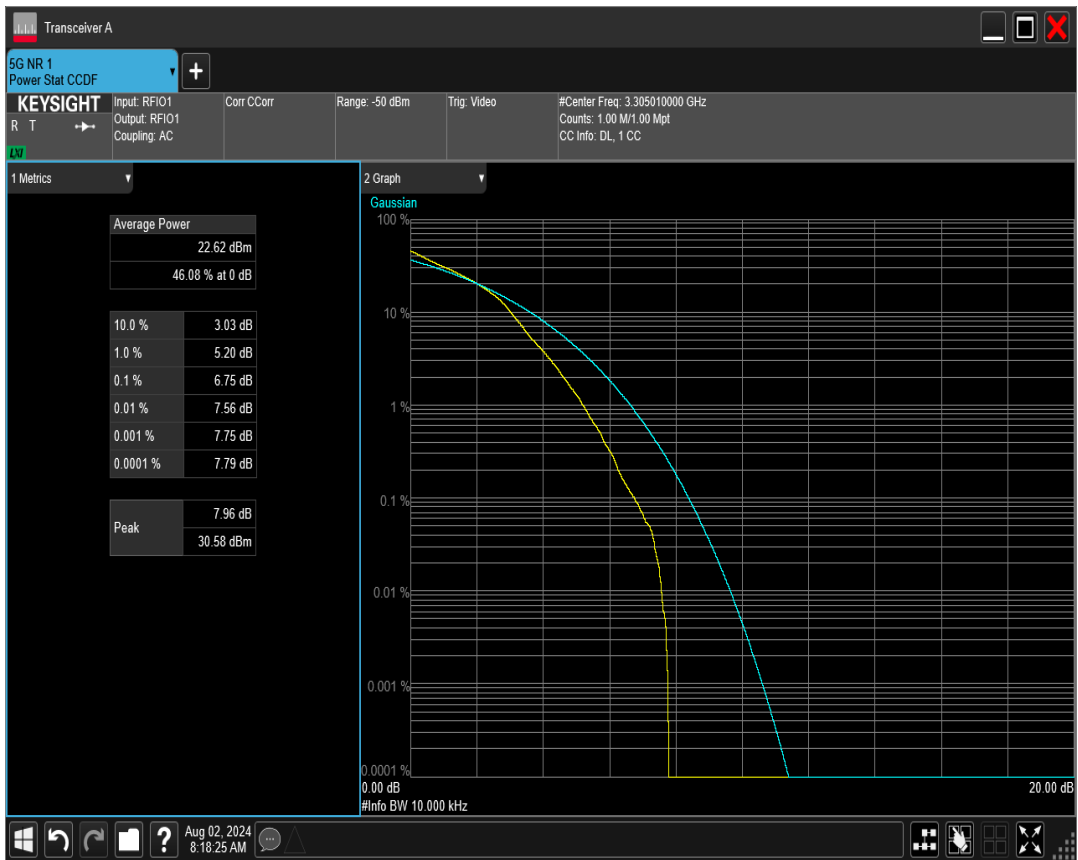 Transceiver A
5G NR 1
Power Stat CCDF
+
KEYSIGHT
R T
LXI
Input: RFIO1
Output: RFIO1
Coupling: AC
Corr CCorr
Range: -50 dBm
Trig: Video
#Center Freq: 3.305010000 GHz
Counts: 1.00 M/1.00 Mpt
CC Info: DL, 1 CC
1 Metrics
Average Power
22.62 dBm
46.08 % at 0 dB
10.0 % 3.03 dB
1.0 % 5.20 dB
0.1 % 6.75 dB
0.01 % 7.56 dB
0.001 % 7.75 dB
0.0001 % 7.79 dB
Peak
7.96 dB
30.58 dBm
2 Graph
Gaussian
100 %
10 %
1 %
0.1 %
0.01 %
0.001 %
0.0001 %
0.00 dB
20.00 dB
#Info BW 10.000 kHz
?
Aug 02, 2024
8:18:25 AM